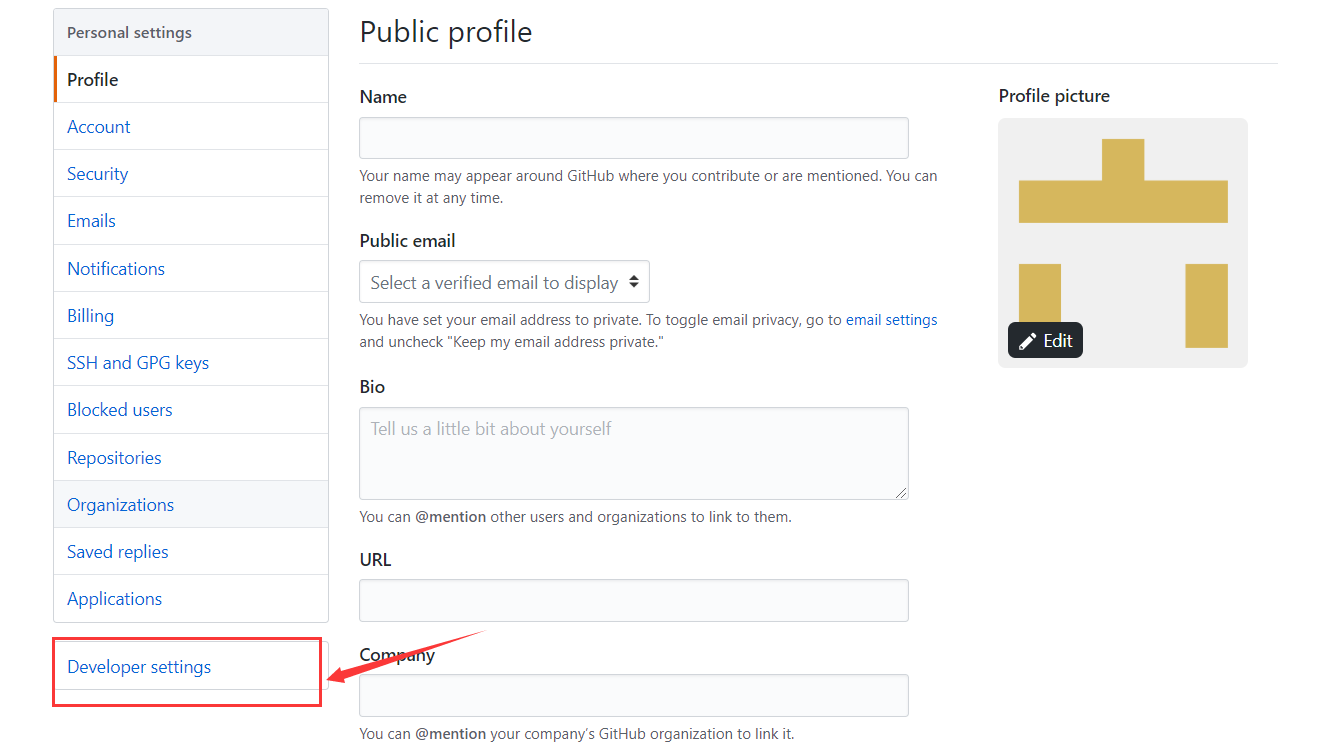 Personal settings
Profile
Account
Security
Emails
Notifications
Billing
SSH and GPG keys
Blocked users
Repositories
Organizations
Saved replies
Applications
Developer settings
Public profile
Name
Your name may appear around GitHub where you contribute or are mentioned. You can
remove it at any time.
Public email
Select a verified email to display
You have set your email address to private. To toggle email privacy, go to email settings
and uncheck "Keep my email address private."
Bio
Tell us a little bit about yourself
You can @mention other users and organizations to link to them.
URL
Company
You can @mention your company's GitHub organization to link it.
Profile picture
Edit